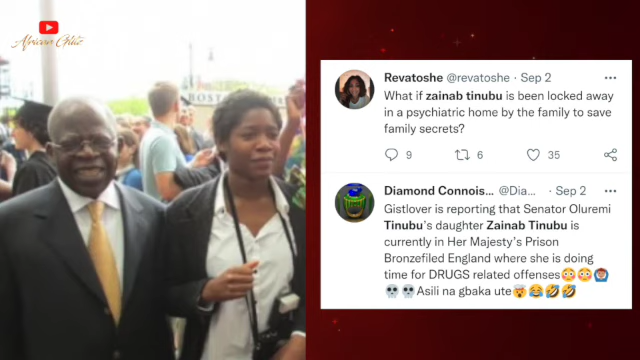 African Glitz
BOST
Revatoshe @revatoshe · Sep 2 ...
What if zainab tinubu is been locked away
in a psychiatric home by the family to save
family secrets?
9 6 35
Diamond Connois... @Dia... · Sep 2 ...
Gistlover is reporting that Senator Oluremi
Tinubu's daughter Zainab Tinubu is
currently in Her Majesty's Prison
Bronzefiled England where she is doing
time for DRUGS related offenses😳😳🙆‍♂️
💀💀Asili na gbaka ute🤯😂🤣🤣